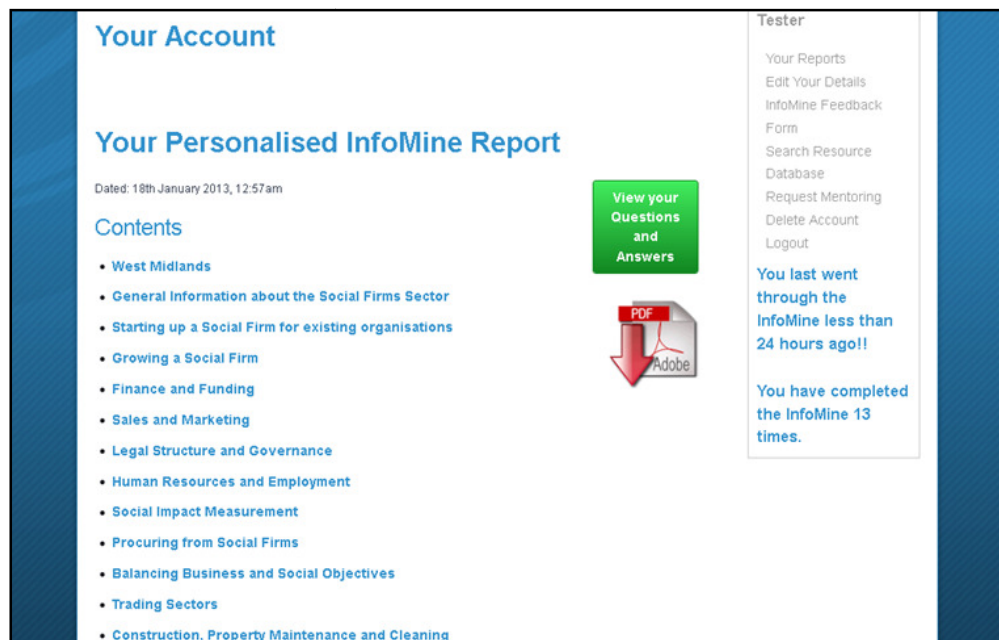 Your Account
Your Personalised InfoMine Report
Dated: 18th January 2013, 12:57am
Contents
• West Midlands
• General Information about the Social Firms Sector
• Starting up a Social Firm for existing organisations
• Growing a Social Firm
• Finance and Funding
• Sales and Marketing
• Legal Structure and Governance
• Human Resources and Employment
• Social Impact Measurement
• Procuring from Social Firms
• Balancing Business and Social Objectives
• Trading Sectors
• Construction, Property Maintenance and Cleaning
View your
Questions
and
Answers
PDF
Adobe
Tester
Your Reports
Edit Your Details
InfoMine Feedback
Form
Search Resource
Database
Request Mentoring
Delete Account
Logout
You last went
through the
InfoMine less than
24 hours ago!!
You have completed
the InfoMine 13
times.